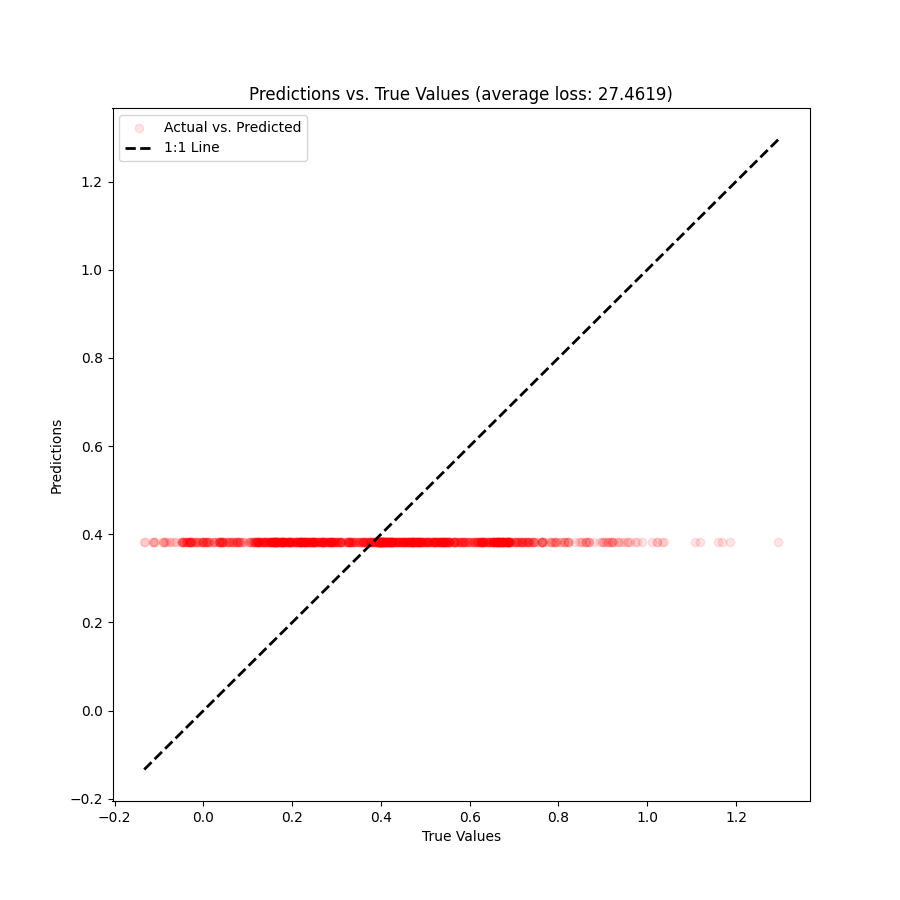 Predictions vs. True Values (average loss: 27.4619)
Actual vs. Predicted
1:1 Line
1.2
1.0
0.8
0.6
0.4
0.2
0.0
−0.2
Predictions
−0.2 0.0 0.2 0.4 0.6 0.8 1.0 1.2
True Values